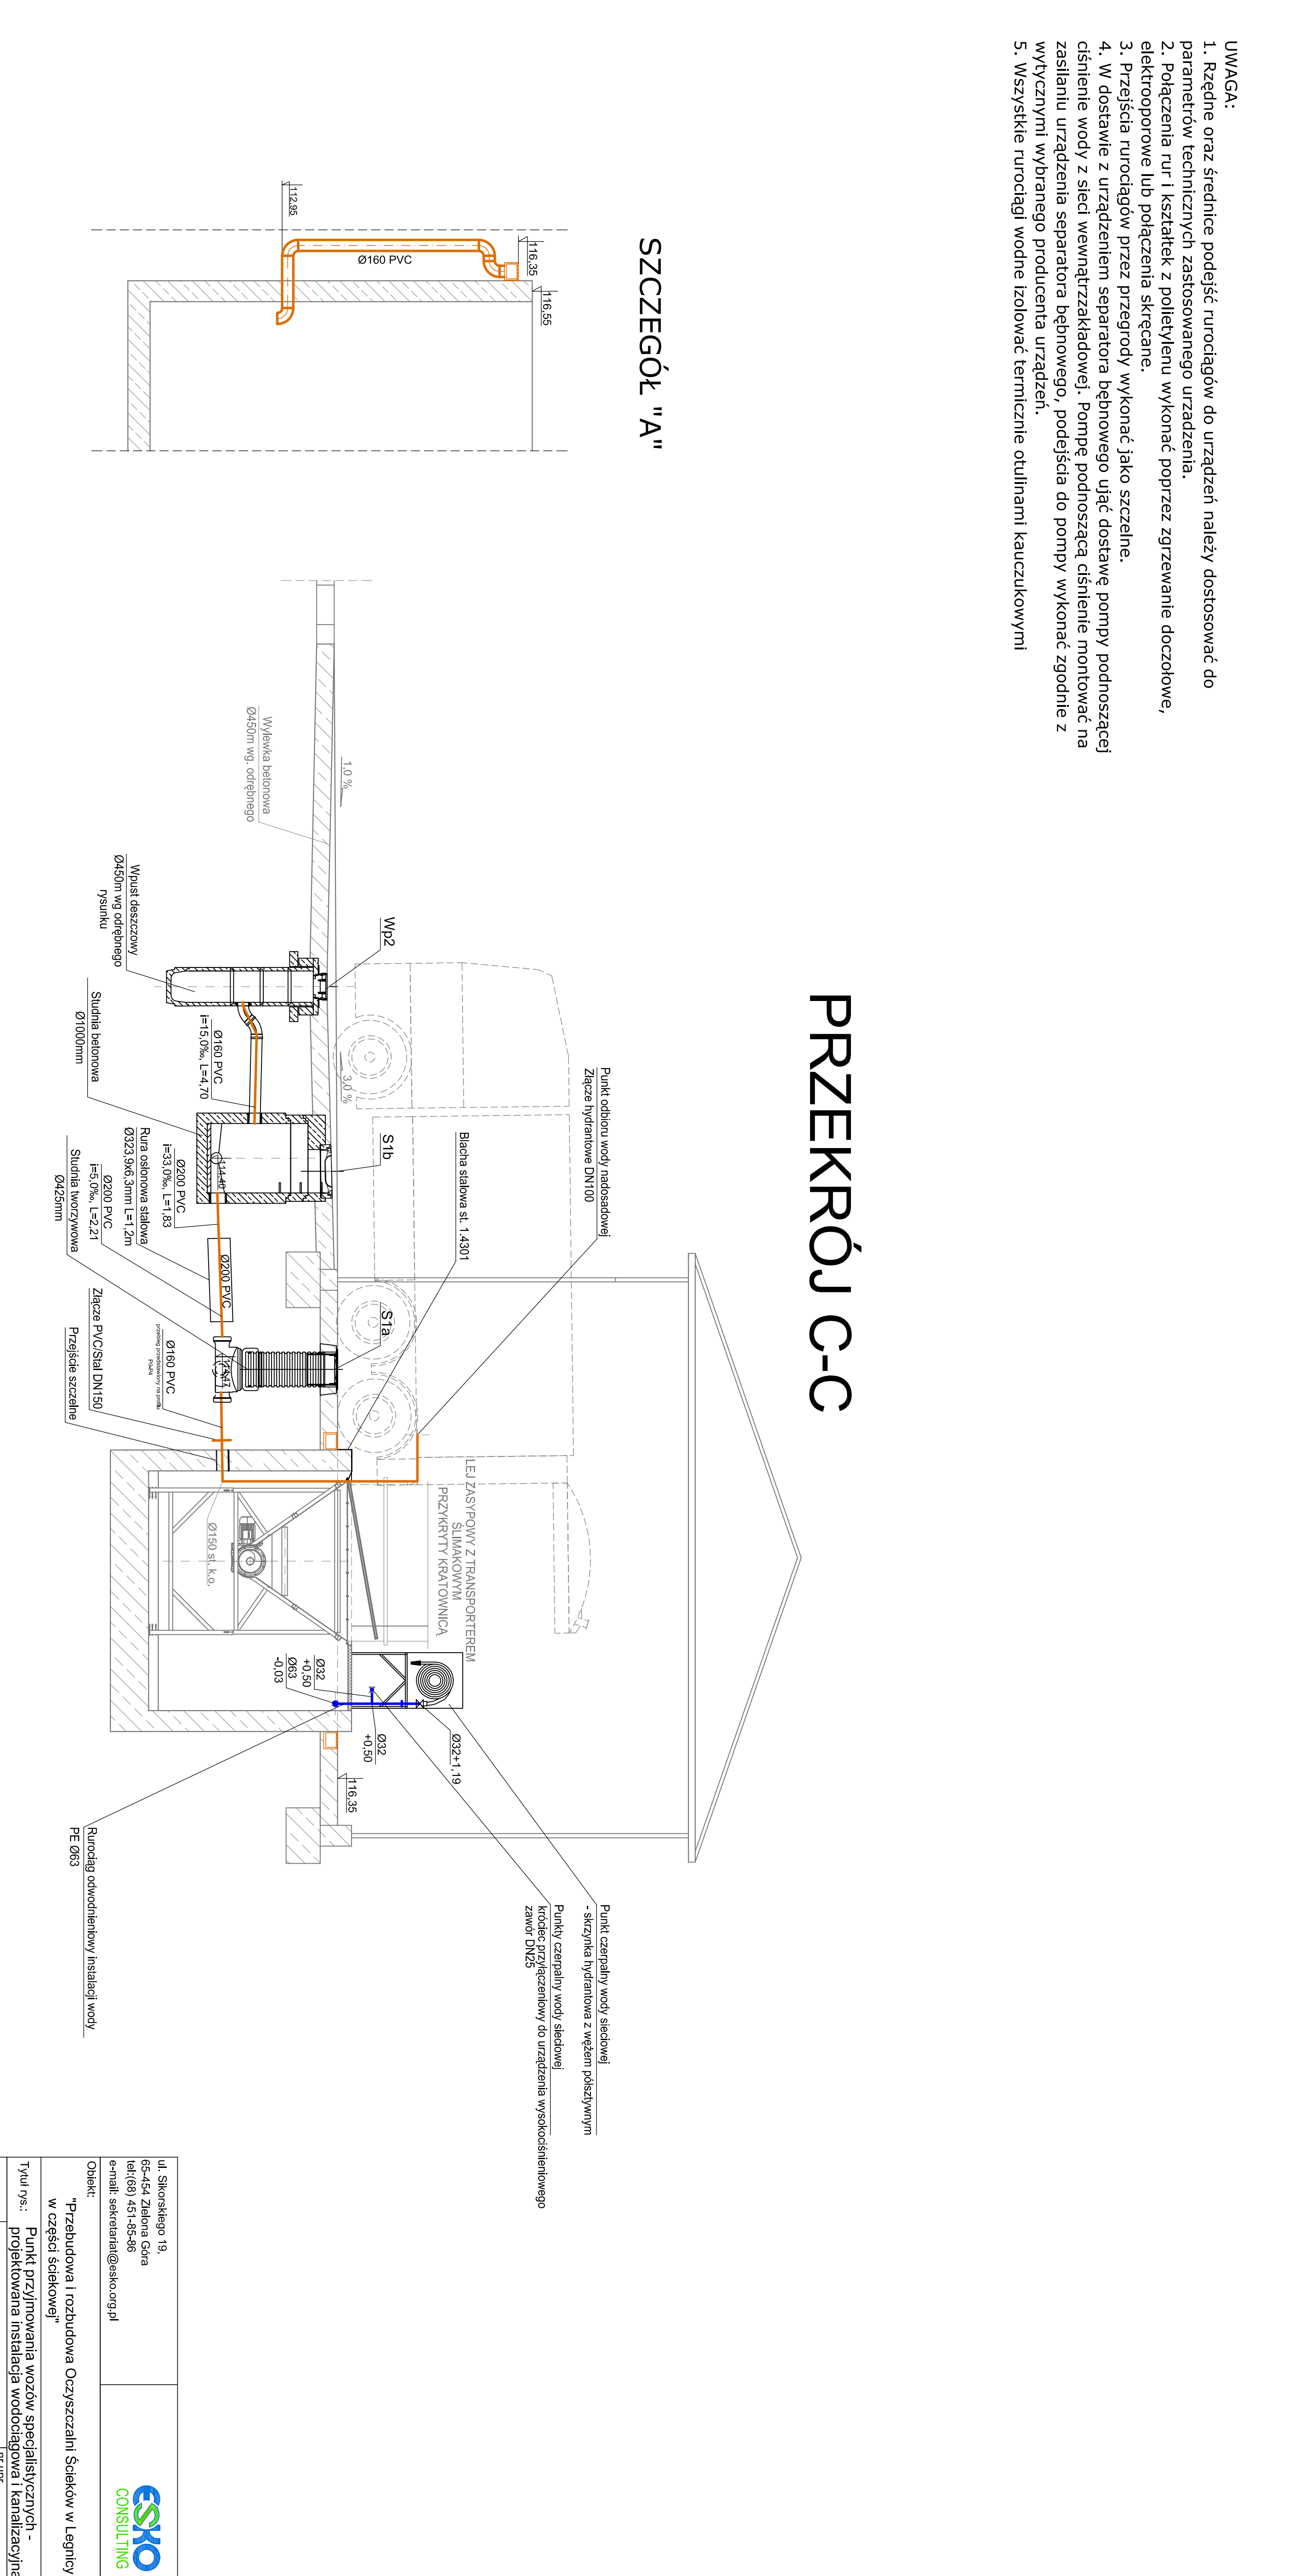 UWAGA:
1. Rzędne oraz średnice podejść rurociągów do urządzeń należy dostosować do
parametrów technicznych zastosowanego urzadzenia.
2. Połączenia rur i kształtek z polietylenu wykonać poprzez zgrzewanie doczołowe,
elektrooporowe lub połączenia skręcane.
3. Przejścia rurociągów przez przegrody wykonać jako szczelne.
4. W dostawie z urządzeniem separatora bębnowego ująć dostawę pompy podnoszącej
ciśnienie wody z sieci wewnątrzzakładowej. Pompę podnoszącą ciśnienie montować na
zasilaniu urządzenia separatora bębnowego, podejścia do pompy wykonać zgodnie z
wytycznymi wybranego producenta urządzeń.
5. Wszystkie rurociągi wodne izolować termicznie otulinami kauczukowymi
SZCZEGÓŁ "A"
116,35
116,55
Ø160 PVC
112,95
PRZEKRÓJ C-C
Punkt odbioru wody nadosadowej
Złącze hydrantowe DN100
Blacha stalowa st. 1.4301
Wp2
S1b
S1a
1,0 %
3,0 %
Wylewka betonowa
Ø450m wg. odrębnego
Wpust deszczowy
Ø450m wg odrębnego
rysunku
Studnia betonowa
Ø1000mm
Ø160 PVC
i=15,0‰, L=4,70
114,46
Ø200 PVC
i=33,0‰, L=1,83
Rura osłonowa stalowa
Ø323,9x6,3mm L=1,2m
Ø200 PVC
Ø200 PVC
i=5,0‰, L=2,21
Studnia tworzywowa
Ø425mm
Ø160 PVC
przebieg przedstawiony na profilu
Złącze PVC/Stal DN150
Przejście szczelne
LEJ ZASYPOWY Z TRANSPORTEREM
ŚLIMAKOWYM
PRZYKRYTY KRATOWNICĄ
Ø150 st. k.o.
Ø32
+0,50
Ø63
-0,03
Ø32+1,19
Ø32
+0,50
116,35
Punkt czerpalny wody sieciowej
- skrzynka hydrantowa z wężem półsztywnym
Punkty czerpalny wody sieciowej
króciec przyłączeniowy do urządzenia wysokociśnieniowego
zawór DN25
Rurociąg odwodnieniowy instalacji wody
PE Ø63
ul. Sikorskiego 19,
65-454 Zielona Góra
tel:(68) 451-85-86
e-mail: sekretariat@esko.org.pl
ESKO
CONSULTING
Obiekt:
"Przebudowa i rozbudowa Oczyszczalni Ścieków w Legnicy
w części ściekowej"
Tytuł rys.:
Punkt przyjmowania wozów specjalistycznych -
projektowana instalacja wodociągowa i kanalizacyjna